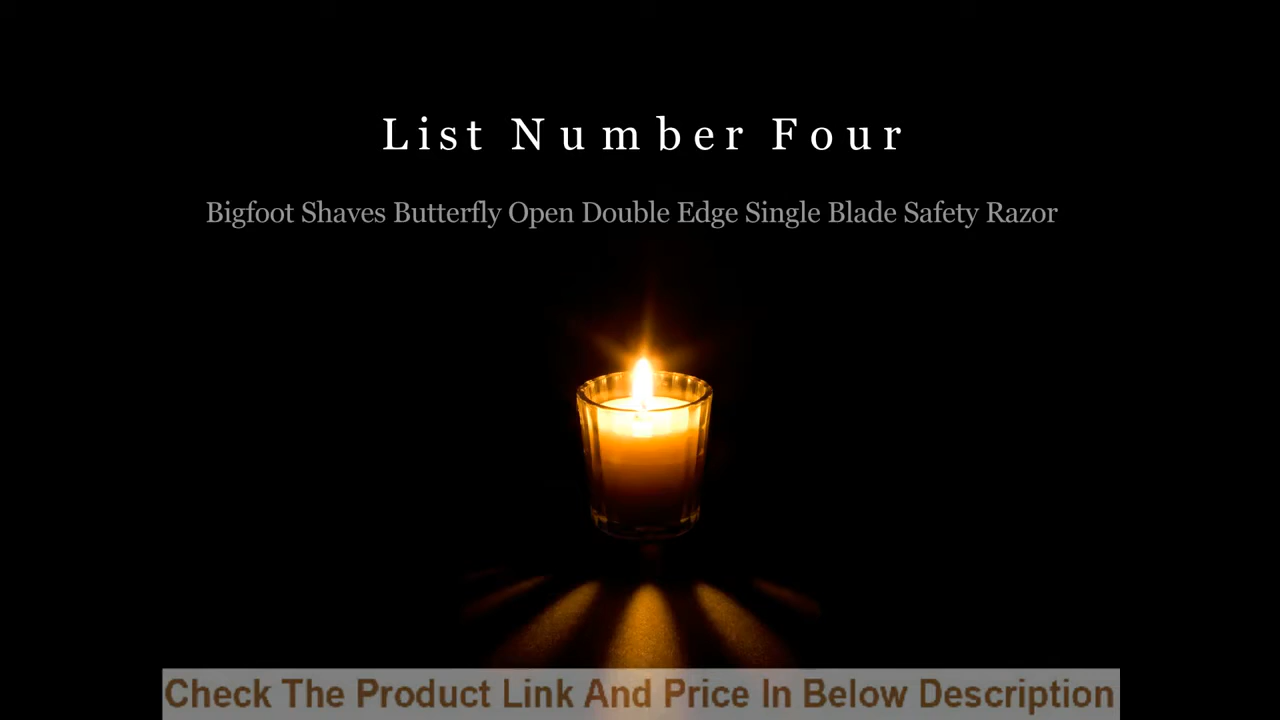 List Number Four
Bigfoot Shaves Butterfly Open Double Edge Single Blade Safety Razor
Check The Product Link And Price In Below Description